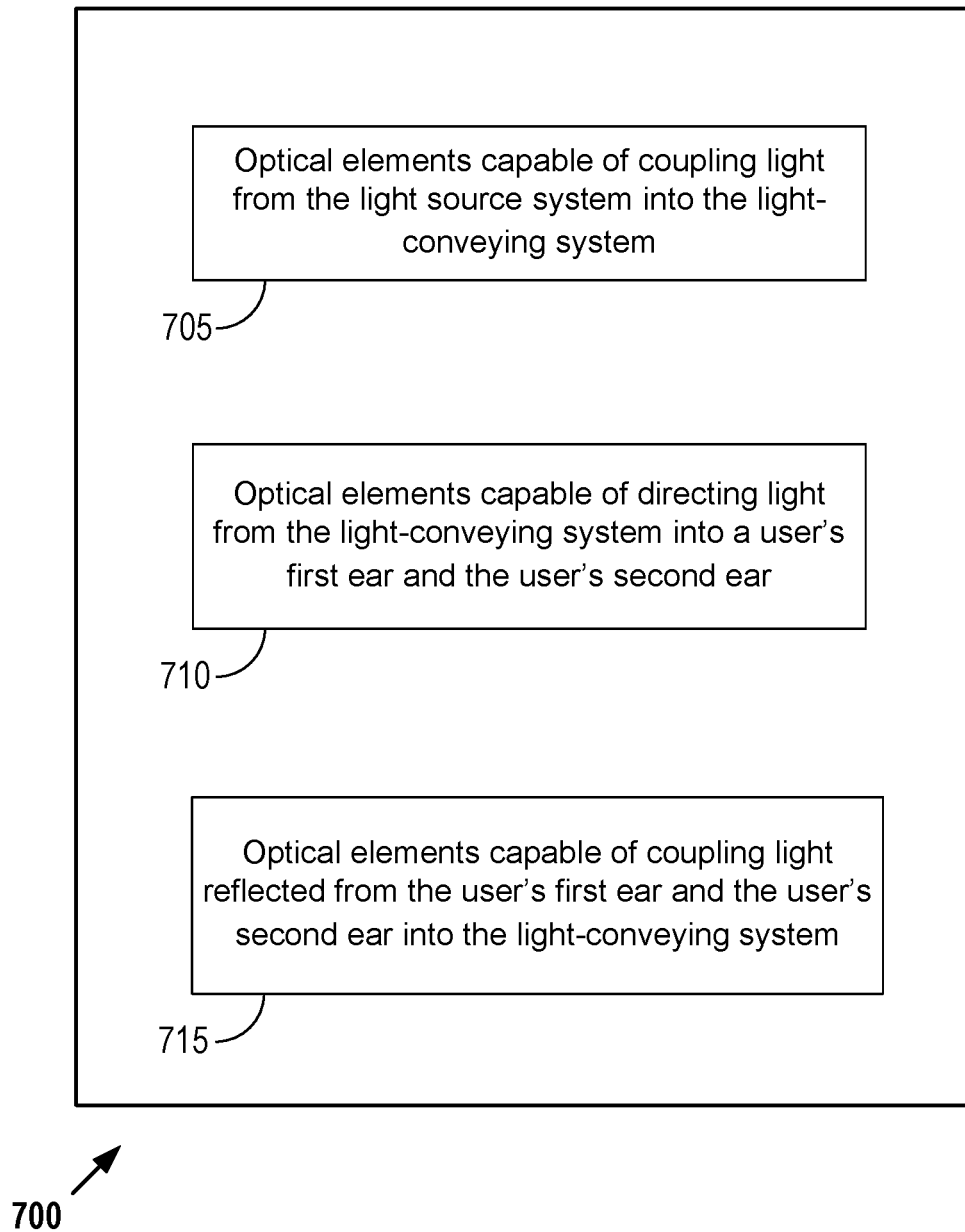 Optical elements capable of coupling light
from the light source system into the light-
conveying system
705
Optical elements capable of directing light
from the light-conveying system into a user’s
first ear and the user’s second ear
710
Optical elements capable of coupling light
reflected from the user’s first ear and the user’s
second ear into the light-conveying system
715
700